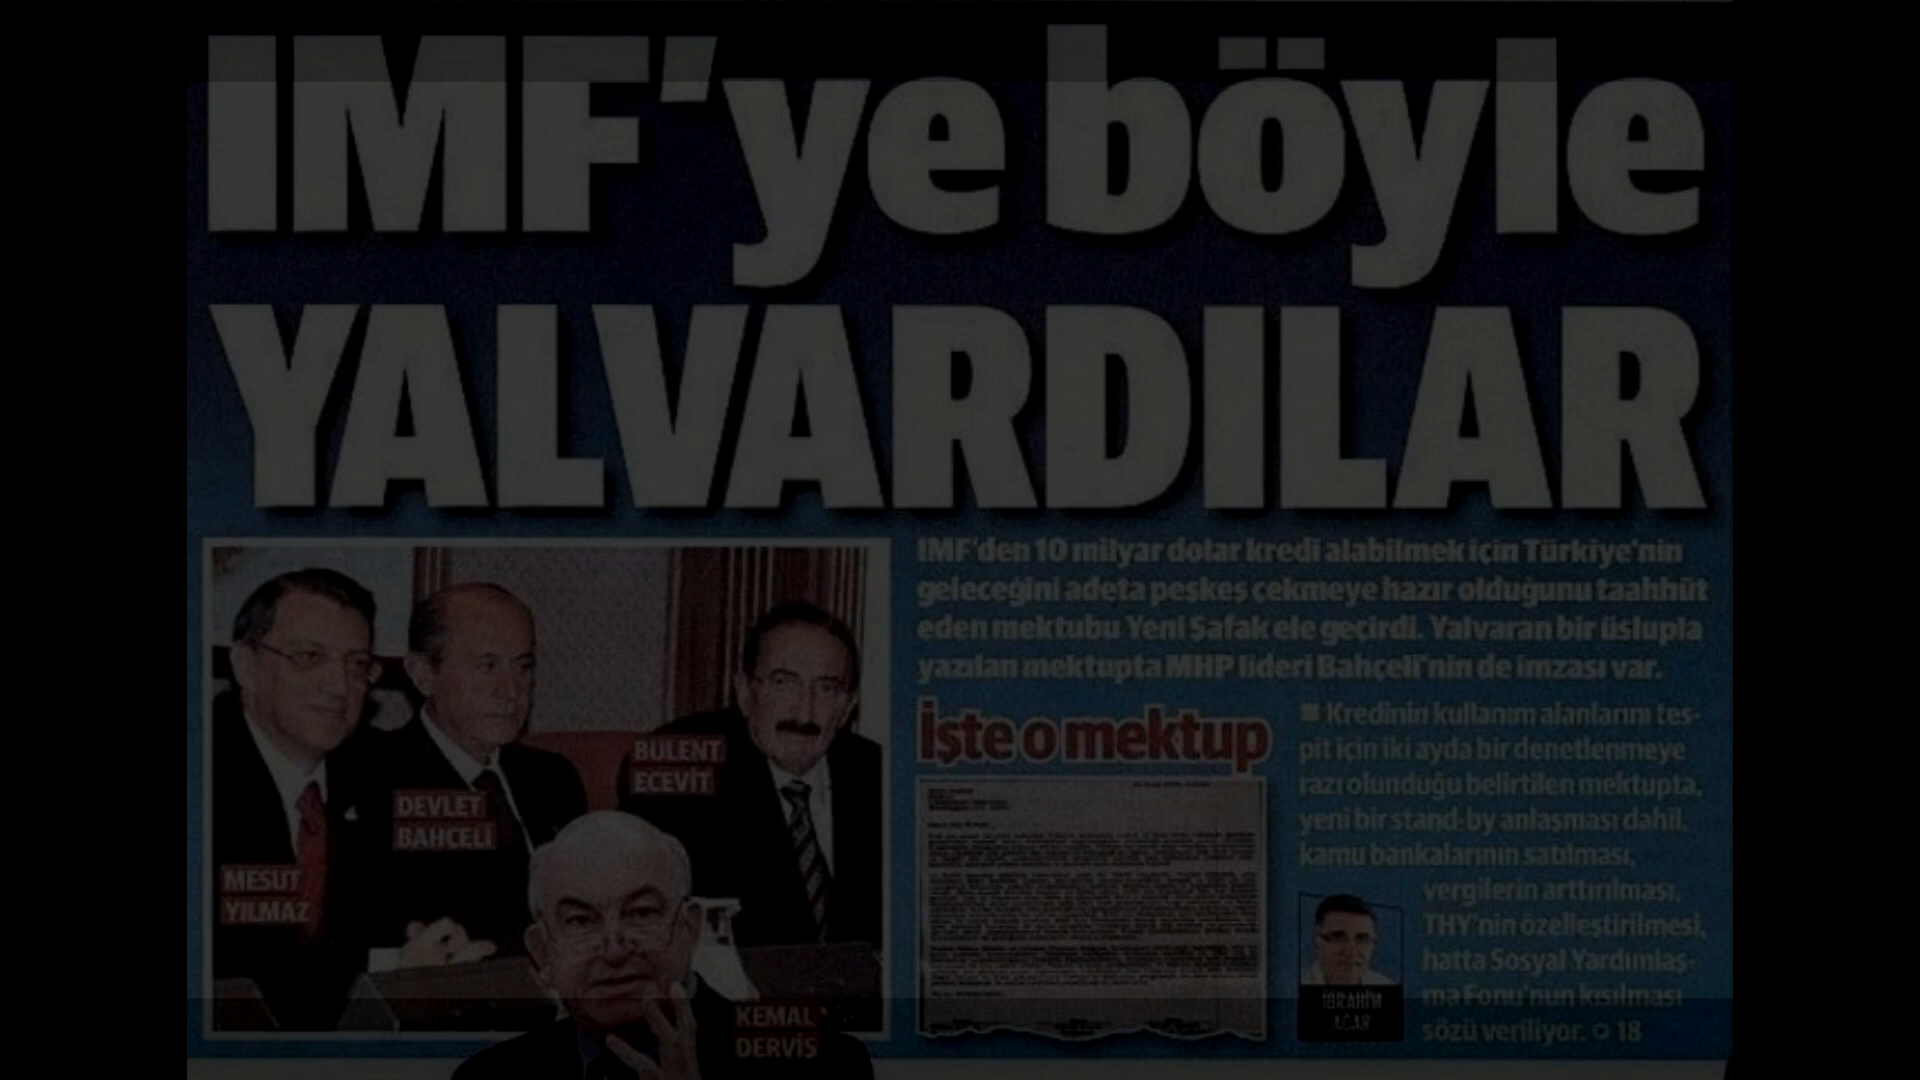 IMF'ye böyle
YALVARDILAR
IMF'den 10 milyar dolar kredi alabilmek için Türkiye'nin
geleceğini adeta peşkeş çekmeye hazır olduğunu taahhüt
eden mektubu Yeni Şafak ele geçirdi. Yalvaran bir üslupla
yazılan mektupta MHP lideri Bahçeli'nin de imzası var.
MESUT
YILMAZ
DEVLET
BAHÇELİ
BÜLENT
ECEVİT
KEMAL
DERVİŞ
İşte o mektup
■ Kredinin kullanım alanlarını tes-
pit için iki ayda bir denetlenmeye
razı olunduğu belirtilen mektupta,
yeni bir stand-by anlaşması dahil,
kamu bankalarının satılması,
vergilerin arttırılması,
THY'nin özelleştirilmesi,
hatta Sosyal Yardımlaş-
ma Fonu'nun kısılması
sözü veriliyor. 18
İBRAHİM
ACAR